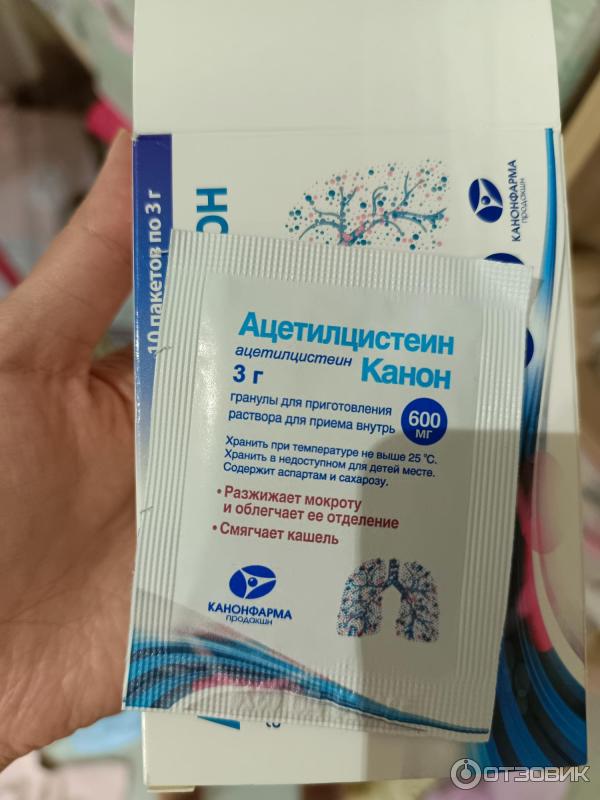 10 пакетов по 3 г
ОН
КАНОНФАРМА
продакшн
Ацетилцистеин
ацетилцистеин Канон
3 г
гранулы для приготовления
раствора для приема внутрь
600
мг
Хранить при температуре не выше 25 °С.
Хранить в недоступном для детей месте.
Содержит аспартам и сахарозу.
• Разжижает мокроту
и облегчает ее отделение
• Смягчает кашель
КАНОНФАРМА
продакшн
ОТЗОВИК